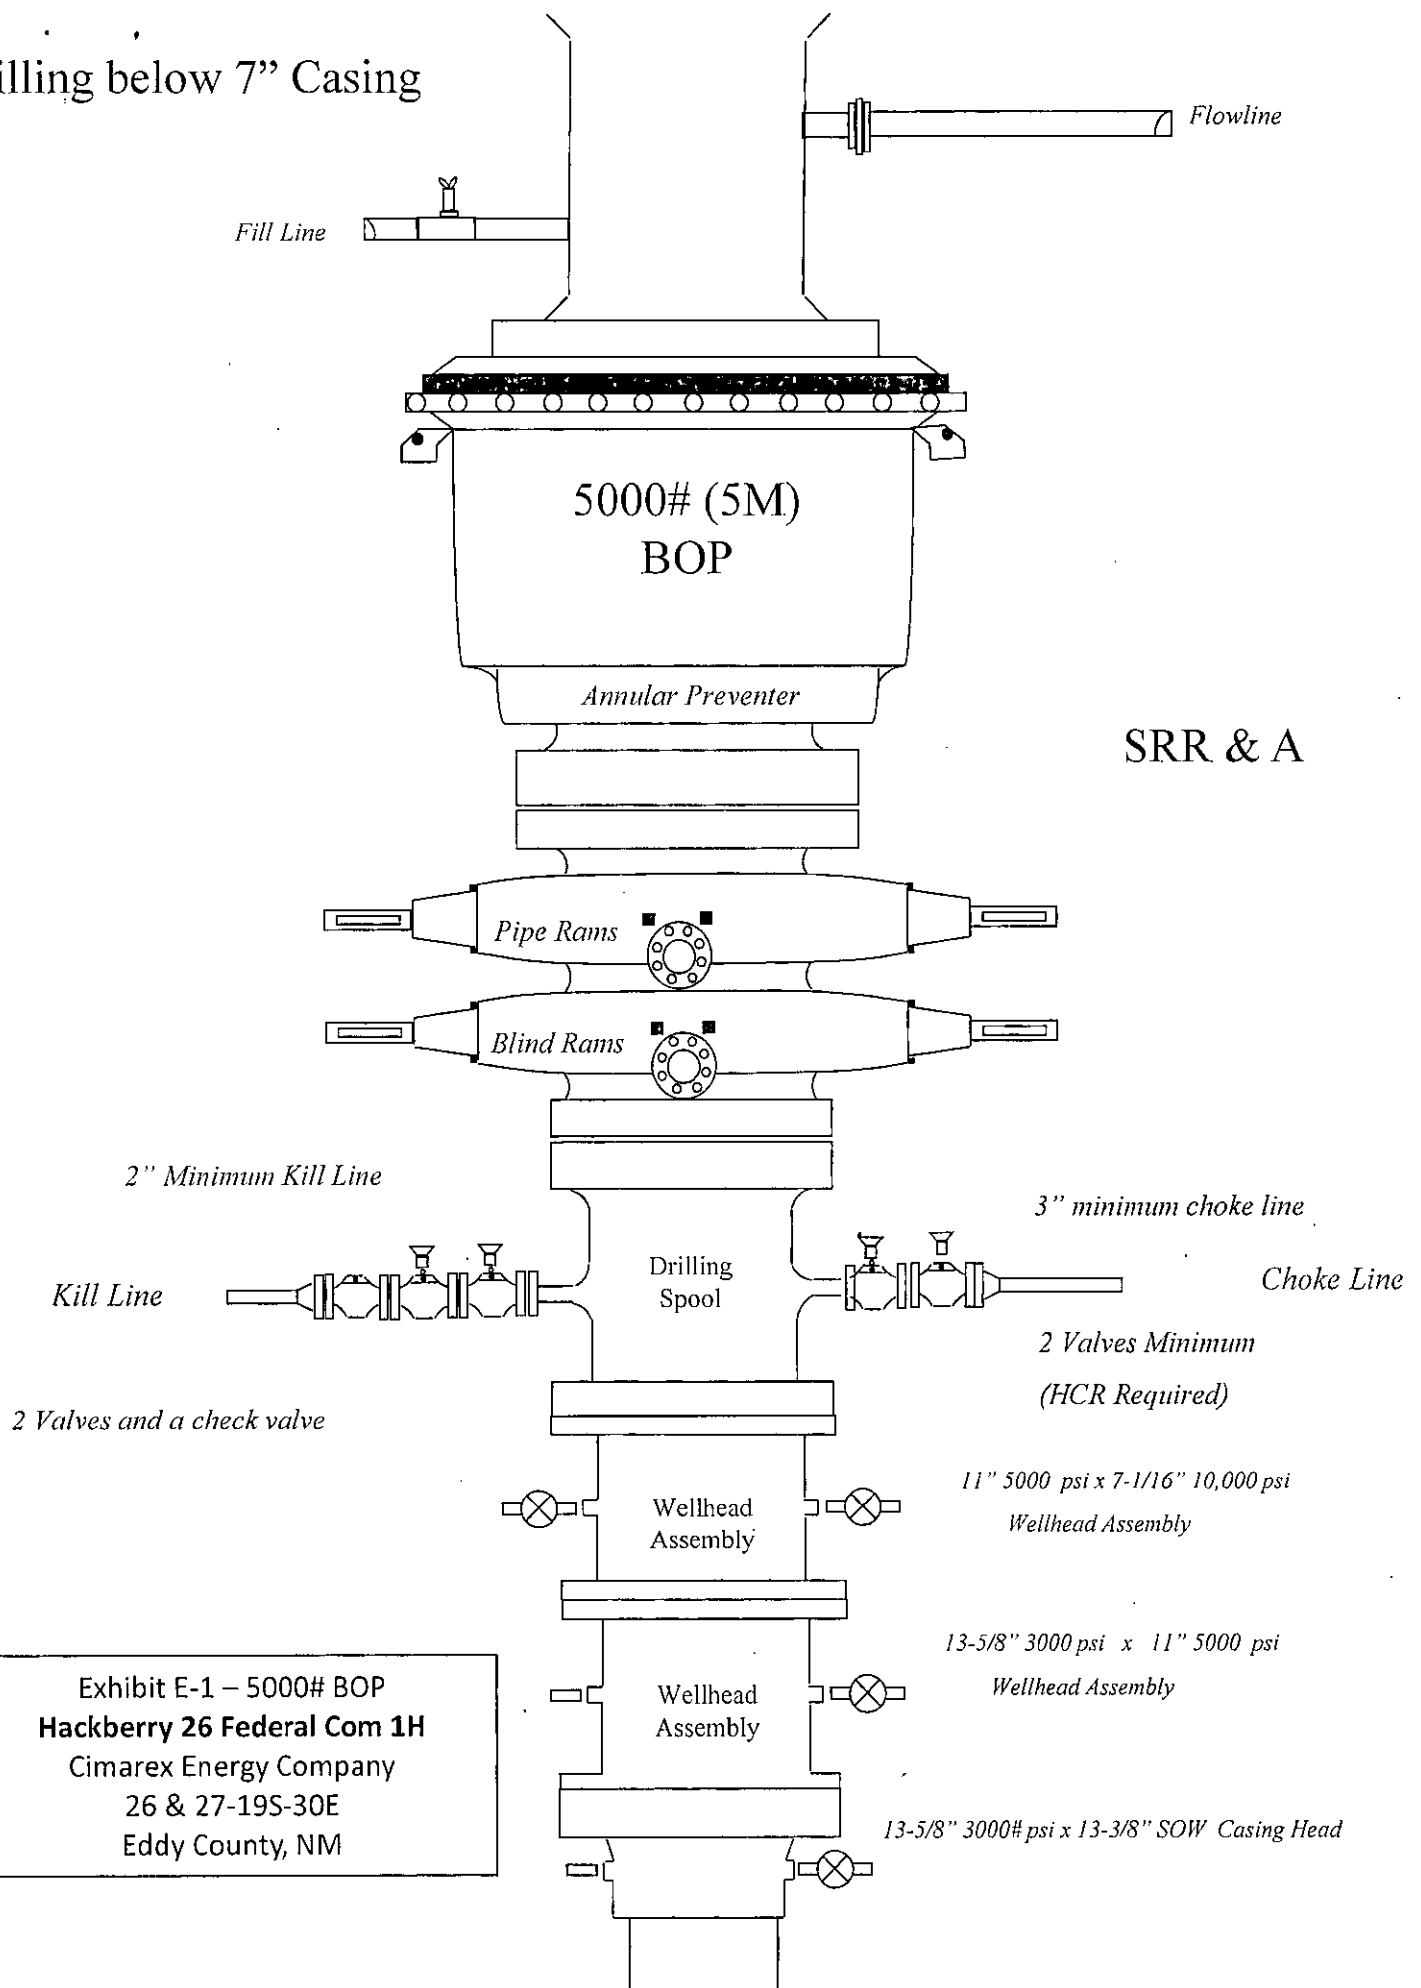 illing below 7” Casing
Flowline
Fill Line
5000# (5M)
BOP
Annular Preventer
SRR & A
Pipe Rams
Blind Rams
2” Minimum Kill Line
3” minimum choke line
Drilling
Spool
Kill Line
Choke Line
2 Valves Minimum
(HCR Required)
2 Valves and a check valve
11” 5000 psi x 7-1/16” 10,000 psi
Wellhead Assembly
Wellhead
Assembly
13-5/8” 3000 psi x 11” 5000 psi
Wellhead Assembly
Wellhead
Assembly
Exhibit E-1 – 5000# BOP
Hackberry 26 Federal Com 1H
Cimarex Energy Company
26 & 27-19S-30E
Eddy County, NM
13-5/8” 3000# psi x 13-3/8” SOW Casing Head